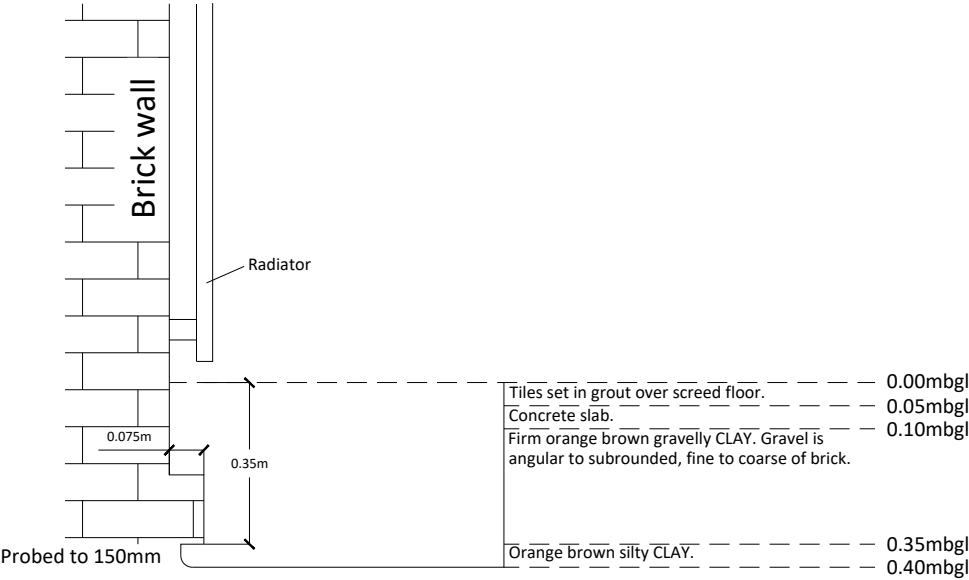 Brick wall
Radiator
0.00mbgl
Tiles set in grout over screed floor.
0.05mbgl
Concrete slab.
0.10mbgl
Firm orange brown gravelly CLAY. Gravel is
angular to subrounded, fine to coarse of brick.
0.075m
0.35m
0.35mbgl
Probed to 150mm
Orange brown silty CLAY.
0.40mbgl